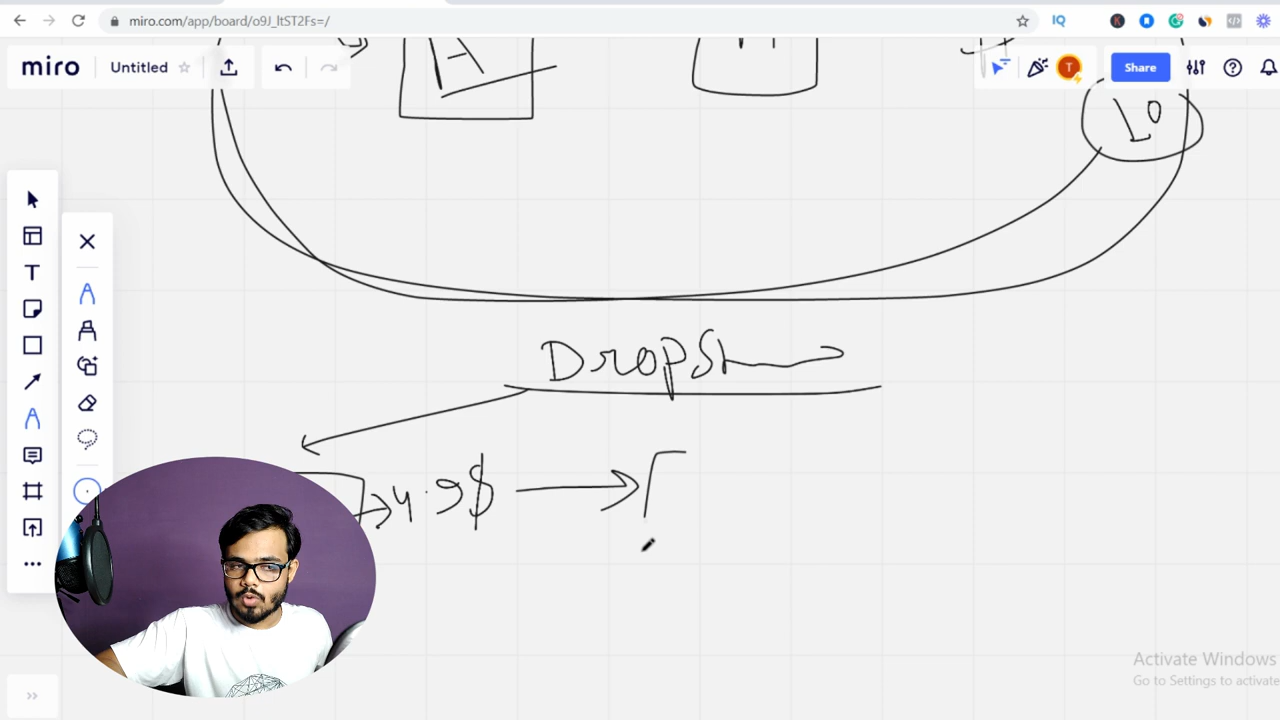 miro.com/app/board/o9J_ltST2Fs=/
IQ
K
miro
Untitled
T
Share
A
10
T
DropSh
4.9$
Activate Windows
Go to Settings to activate